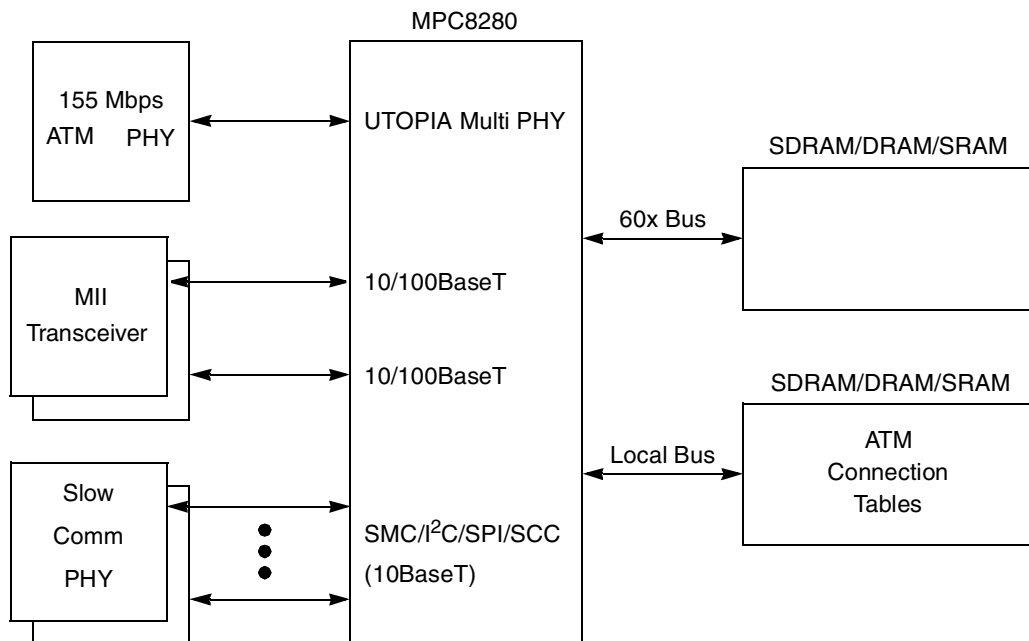 MPC8280
155 Mbps
ATM PHY
UTOPIA Multi PHY
SDRAM/DRAM/SRAM
60x Bus
MII
Transceiver
10/100BaseT
10/100BaseT
SDRAM/DRAM/SRAM
Local Bus
ATM
Connection
Tables
Slow
Comm
PHY
SMC/I²C/SPI/SCC
(10BaseT)